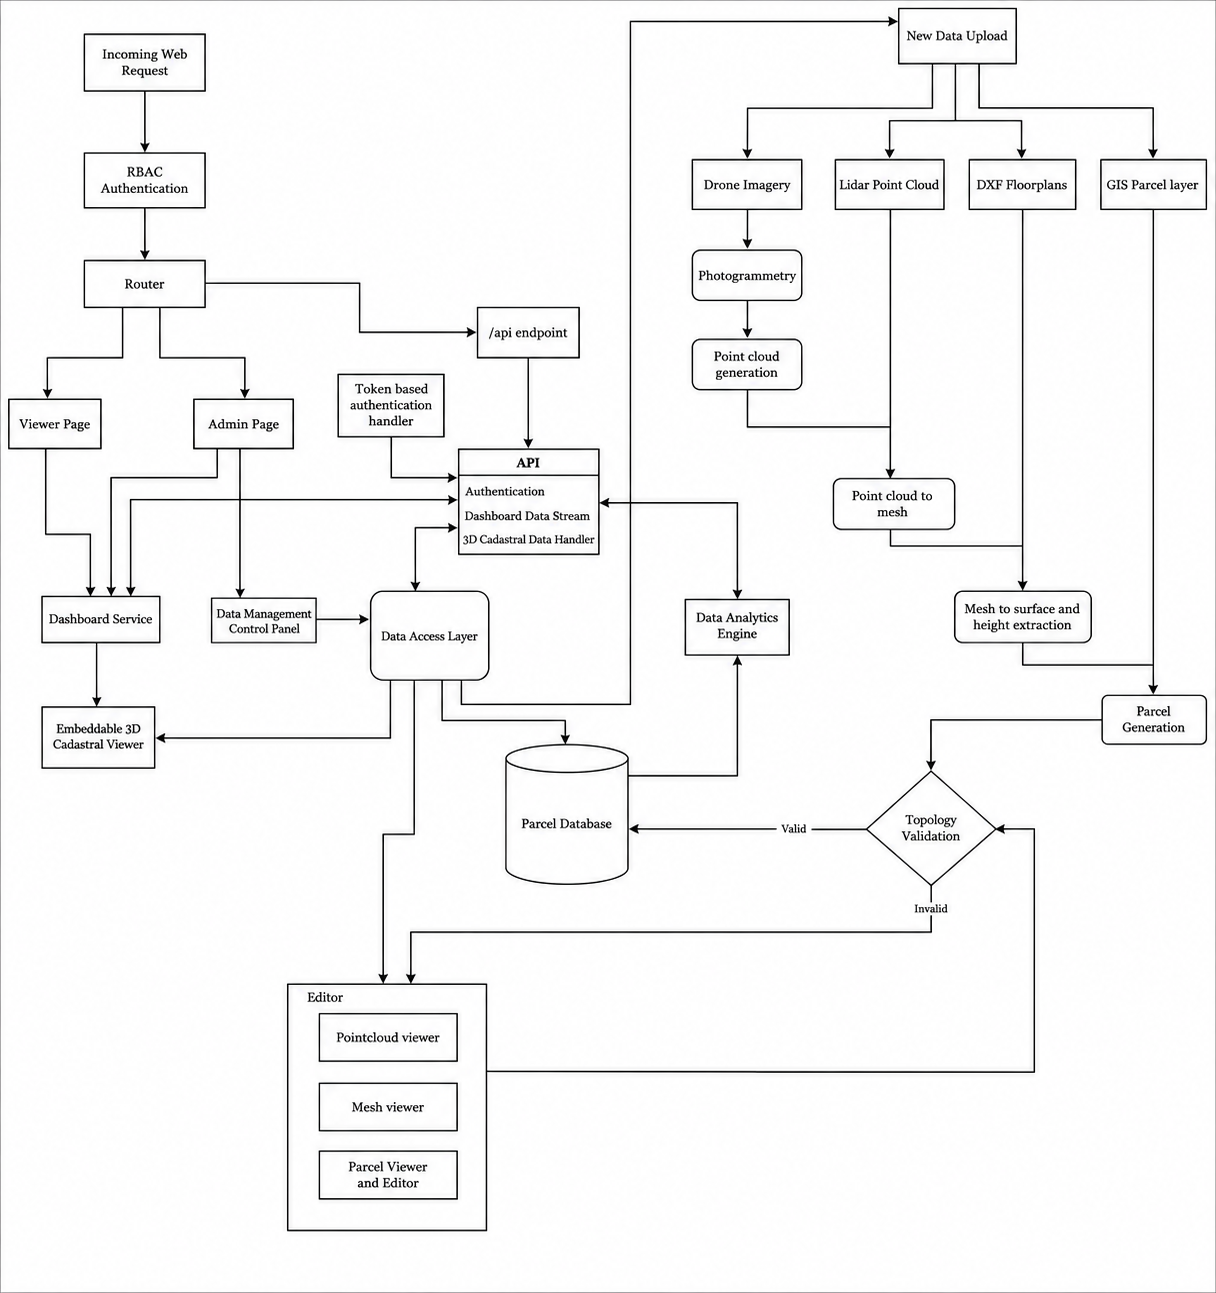 New Data Upload
Incoming Web
Request
RBAC
Authentication
Drone Imagery
Lidar Point Cloud
DXF Floorplans
GIS Parcel layer
Router
Photogrammetry
/api endpoint
Point cloud
generation
Token based
authentication
handler
Viewer Page
Admin Page
API
Authentication
Dashboard Data Stream
3D Cadastral Data Handler
Point cloud to
mesh
Dashboard Service
Data Management
Control Panel
Data Access Layer
Data Analytics
Engine
Mesh to surface and
height extraction
Embeddable 3D
Cadastral Viewer
Parcel
Generation
Parcel Database
Valid
Topology
Validation
Invalid
Editor
Pointcloud viewer
Mesh viewer
Parcel Viewer
and Editor